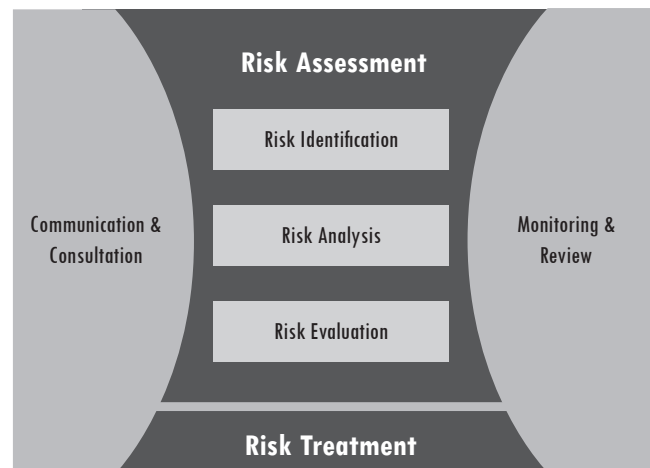 Risk Assessment
Risk Identification
Communication &
Consultation
Risk Analysis
Monitoring &
Review
Risk Evaluation
Risk Treatment